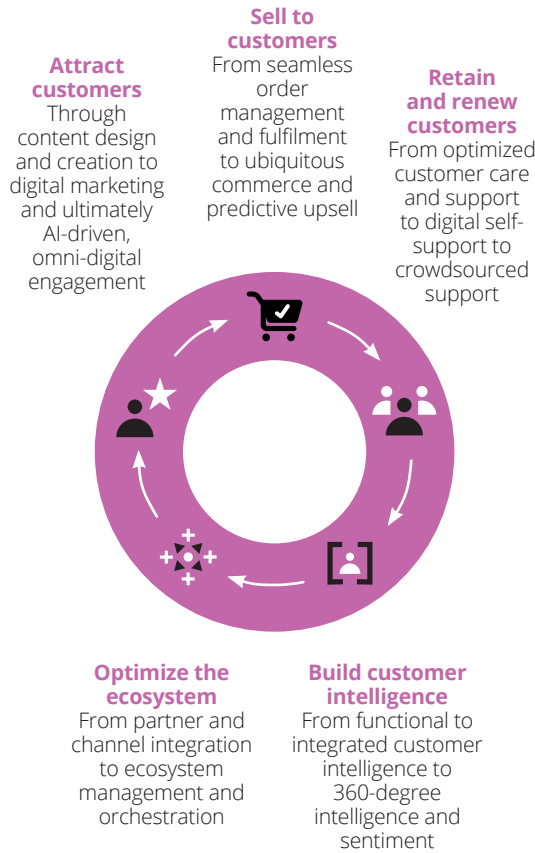 Attract
customers
Through
content design
and creation to
digital marketing
and ultimately
AI-driven,
omni-digital
engagement
Sell to
customers
From seamless
order
management
and fulfilment
to ubiquitous
commerce and
predictive upsell
Retain
and renew
customers
From optimized
customer care
and support
to digital self-
support to
crowdsourced
support
Optimize the
ecosystem
From partner and
channel integration
to ecosystem
management and
orchestration
Build customer
intelligence
From functional to
integrated customer
intelligence to
360-degree
intelligence and
sentiment